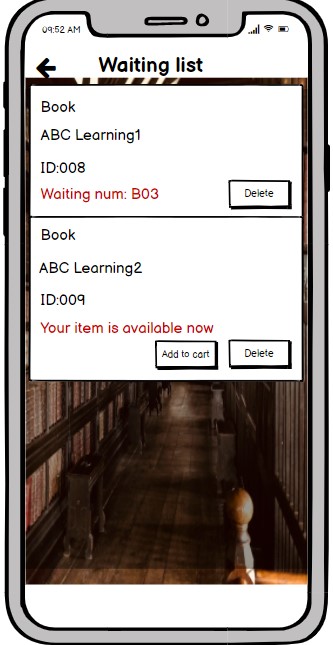 09:52 AM
Waiting list
Book
ABC Learning1
ID:008
Waiting num: B03
Delete
Book
ABC Learning2
ID:009
Your item is available now
Add to cart
Delete